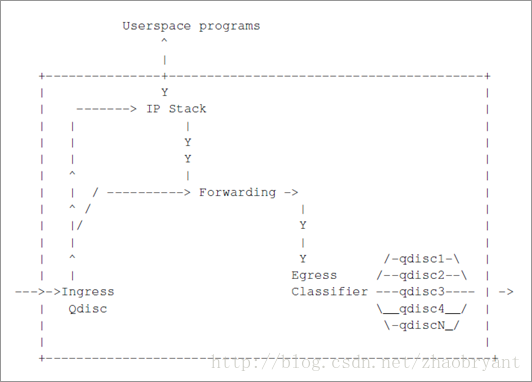 Userspace programs
^
|
+---------------+-----------------------------------------+
| Y |
| -------> IP Stack |
| | | |
| | Y |
| | Y |
| ^ | |
| | / ----------> Forwarding -> |
| ^ / | |
| |/ Y |
| | | |
| ^ Y /-qdisc1-\ |
| | Egress /--qdisc2--\ |
--->->Ingress Classifier ---qdisc3---- | ->
| Qdisc \__qdisc4__/ |
| \-qdiscN_/ |
| |
+----------------------------------------------------------+
http://blog.csdn.net/zhaobryant